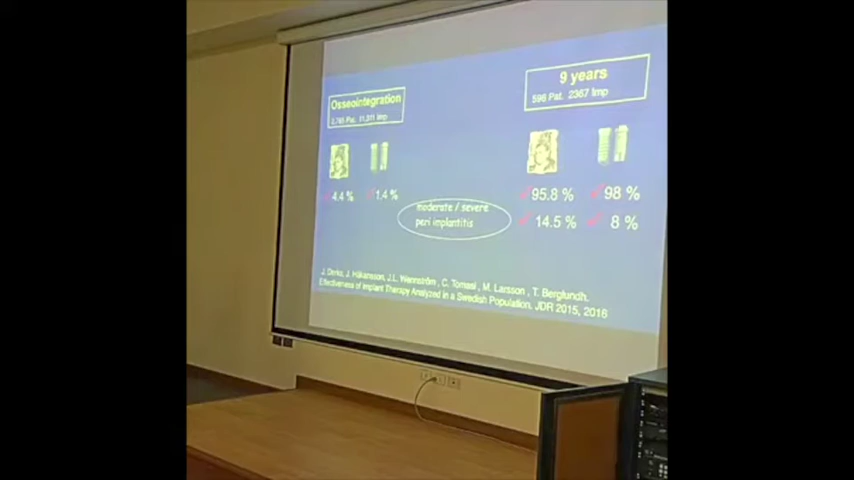 Osseointegration
2.765 Pat. 11.311 Imp
4.4 %
1.4 %
9 years
596 Pat. 2367 Imp
95.8 %
98 %
moderate / severe
peri implantitis
14.5 %
8 %
J. Derks, J. Håkansson, J.L. Wennström, C. Tomasi, M. Larsson, T. Berglundh.
Effectiveness of Implant Therapy Analyzed in a Swedish Population, JDR 2015, 2016